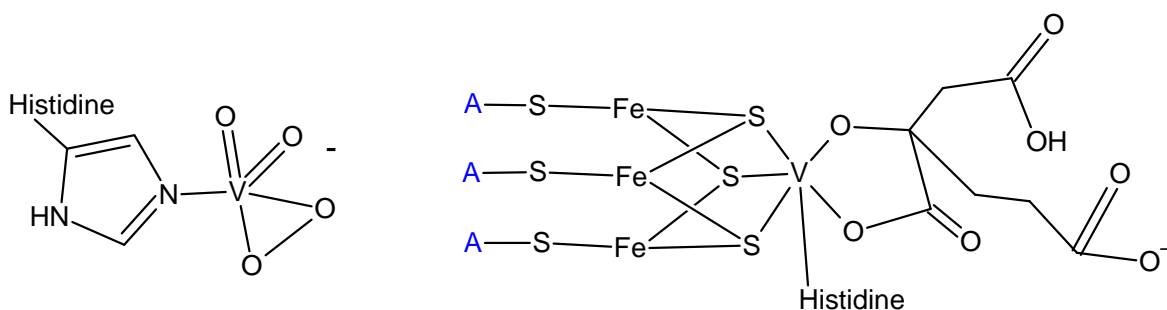 Histidine
O
O
-
N
V
HN
O
O
A S Fe S O O
OH
A S Fe S V
O
A S Fe S O O
O-
Histidine